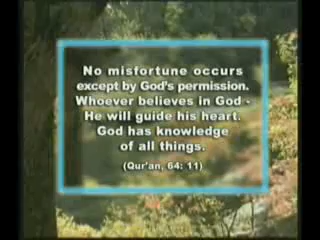 No misfortune occurs
except by God's permission.
Whoever believes in God -
He will guide his heart.
God has knowledge
of all things.
(Qur'an, 64: 11)